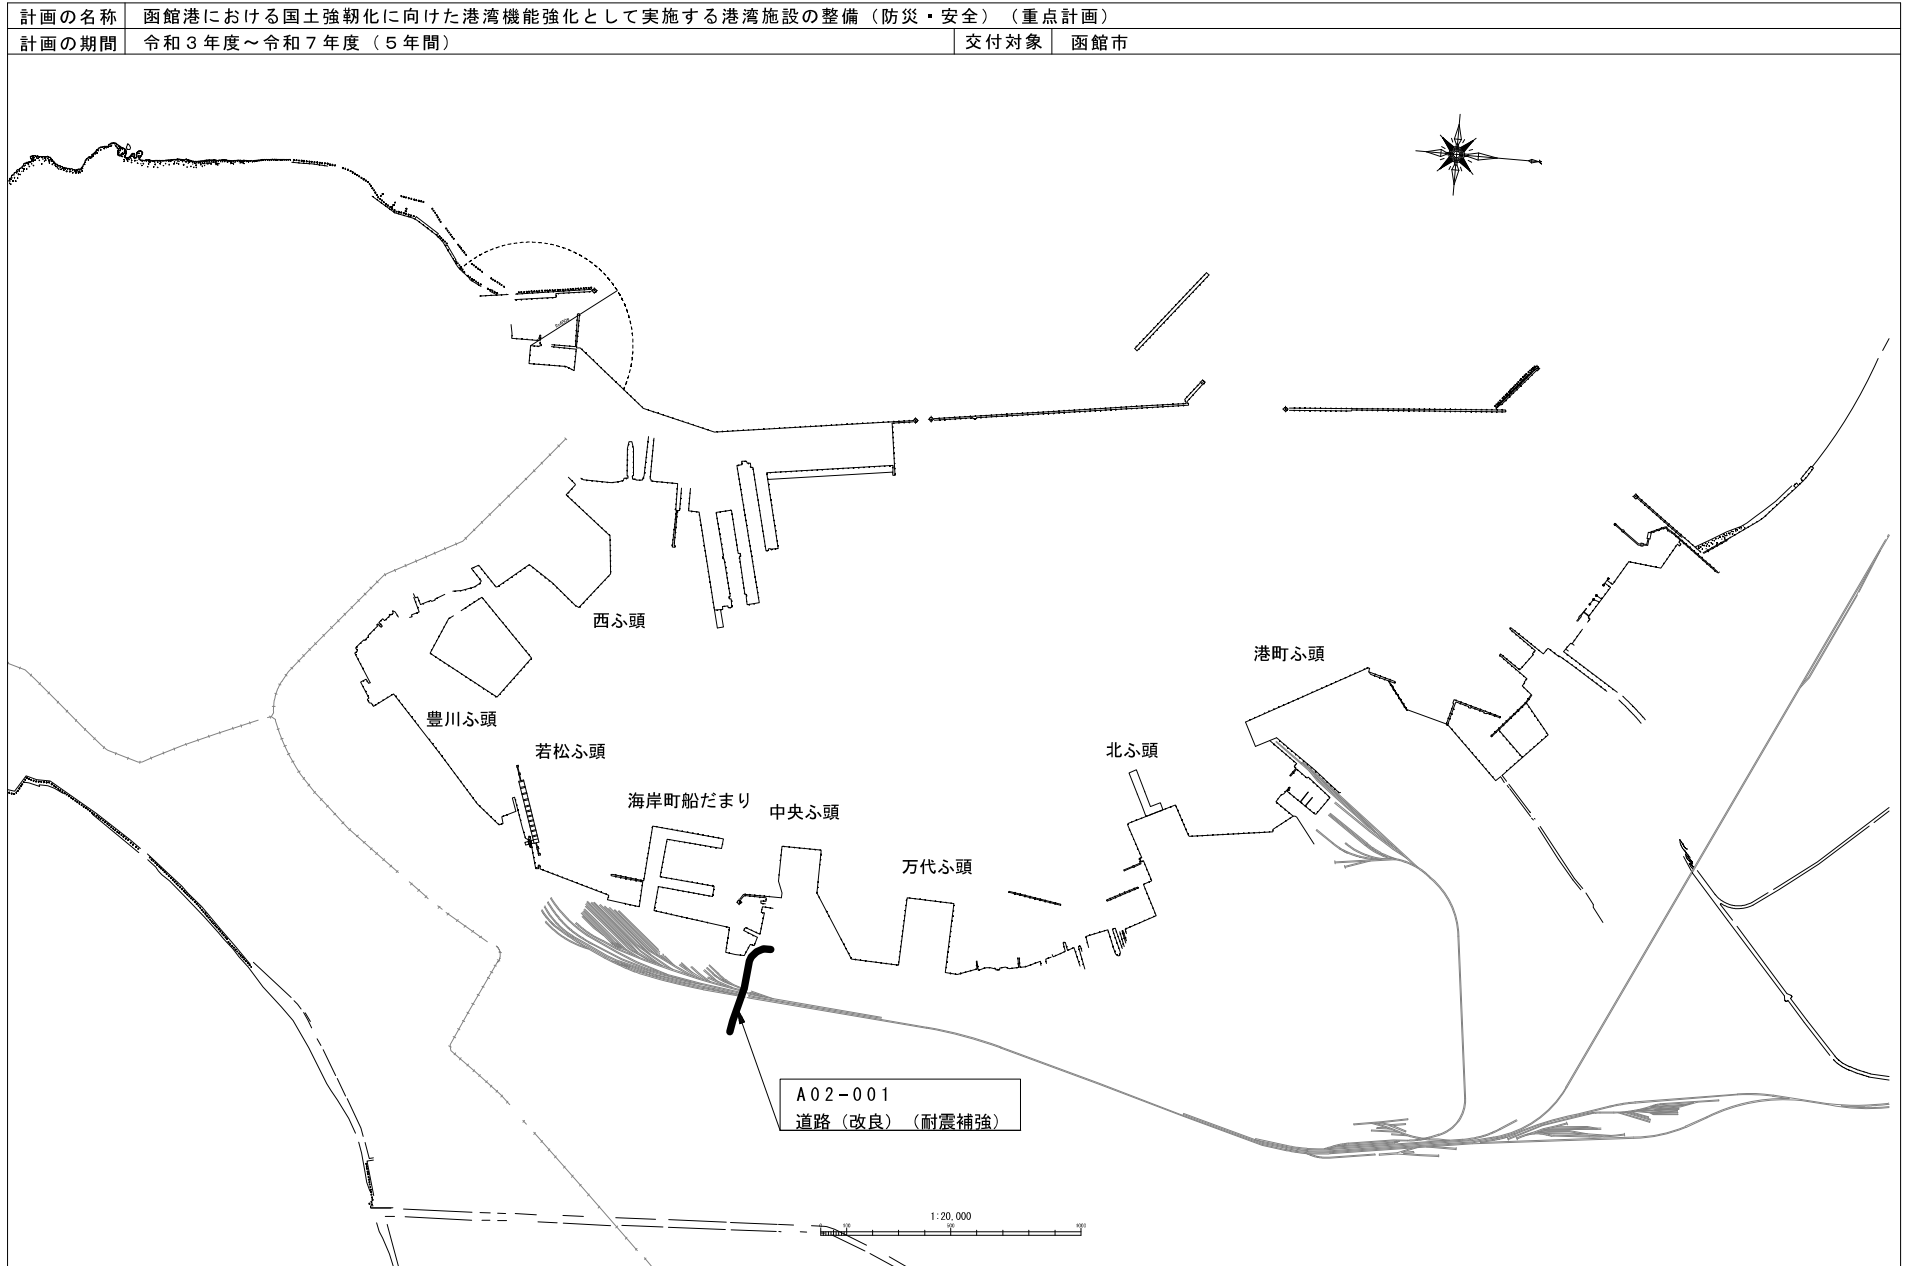 計画の名称 函館港における国土強靭化に向けた港湾機能強化として実施する港湾施設の整備（防災・安全）（重点計画）
計画の期間 令和３年度～令和７年度（５年間） 交付対象 函館市
西ふ頭
港町ふ頭
豊川ふ頭
若松ふ頭
北ふ頭
海岸町船だまり
中央ふ頭
万代ふ頭
A02-001
道路（改良）（耐震補強）
1:20,000